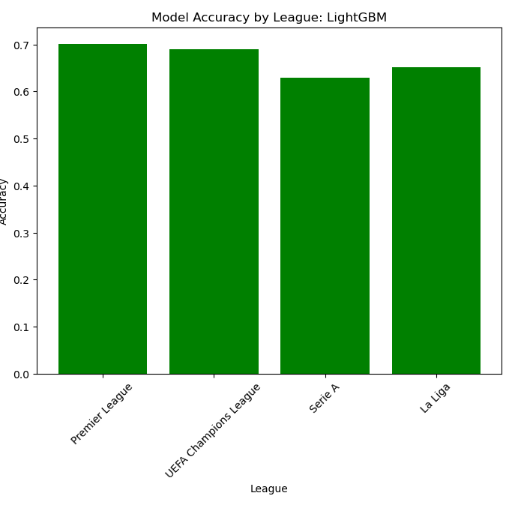 Model Accuracy by League: LightGBM
Accuracy
0.7
0.6
0.5
0.4
0.3
0.2
0.1
0.0
Premier League
UEFA Champions League
Serie A
La Liga
League